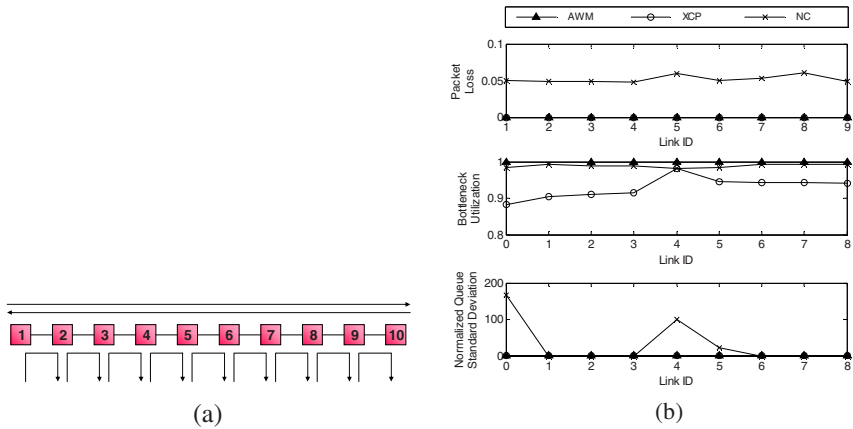 1 2 3 4 5 6 7 8 9 10
(a)
AWM XCP NC
0.1
0.05
0
Packet
Loss
1 2 3 4 5 6 7 8 9
Link ID
1
0.9
0.8
Bottleneck
Utilization
0 1 2 3 4 5 6 7 8
Link ID
200
100
0
Normalized Queue
Standard Deviation
0 1 2 3 4 5 6 7 8
Link ID
(b)